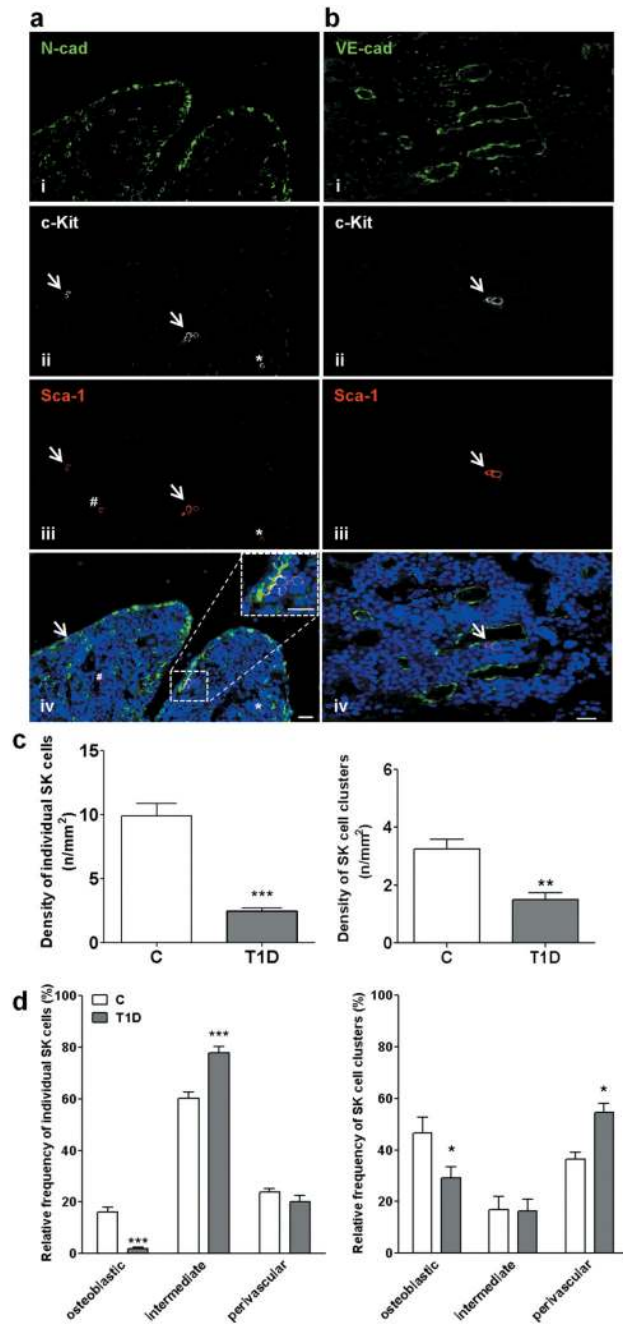 a
b
N-cad
VE-cad
i
i
c-Kit
c-Kit
*
ii
ii
Sca-1
Sca-1
#
*
iii
iii
#
*
iv
iv
c
Density of individual SK cells
(n/mm²)
15
10
5
0
***
C
T1D
Density of SK cell clusters
(n/mm²)
6
4
2
0
**
C
T1D
d
Relative frequency of individual SK cells (%)
100
80
60
40
20
0
C
T1D
***
***
osteoblastic
intermediate
perivascular
Relative frequency of SK cell clusters (%)
100
80
60
40
20
0
*
*
osteoblastic
intermediate
perivascular